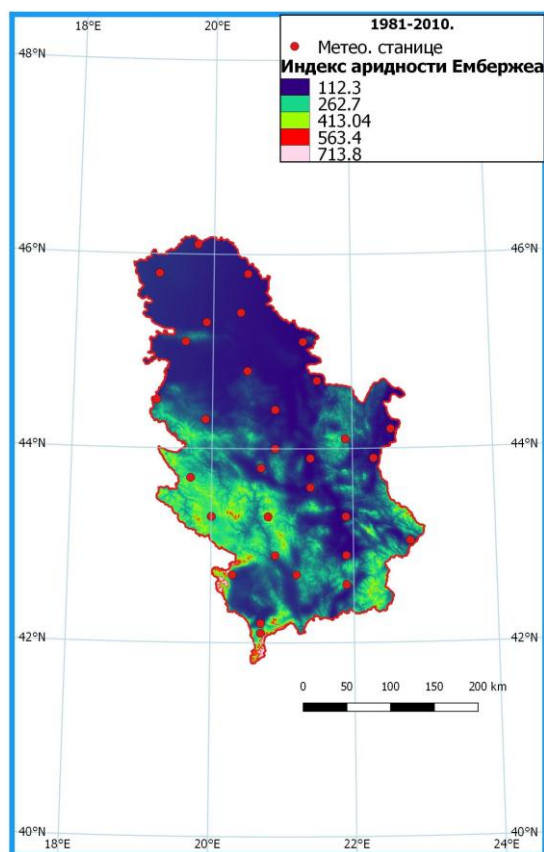 1981-2010.
Метео. станице
Индекс аридности Ембержеа
112.3
262.7
413.04
563.4
713.8
18°E
20°E
48°N
48°N
46°N
46°N
44°N
44°N
42°N
42°N
0 50 100 150 200 km
40°N
40°N
18°E
20°E
22°E
24°E